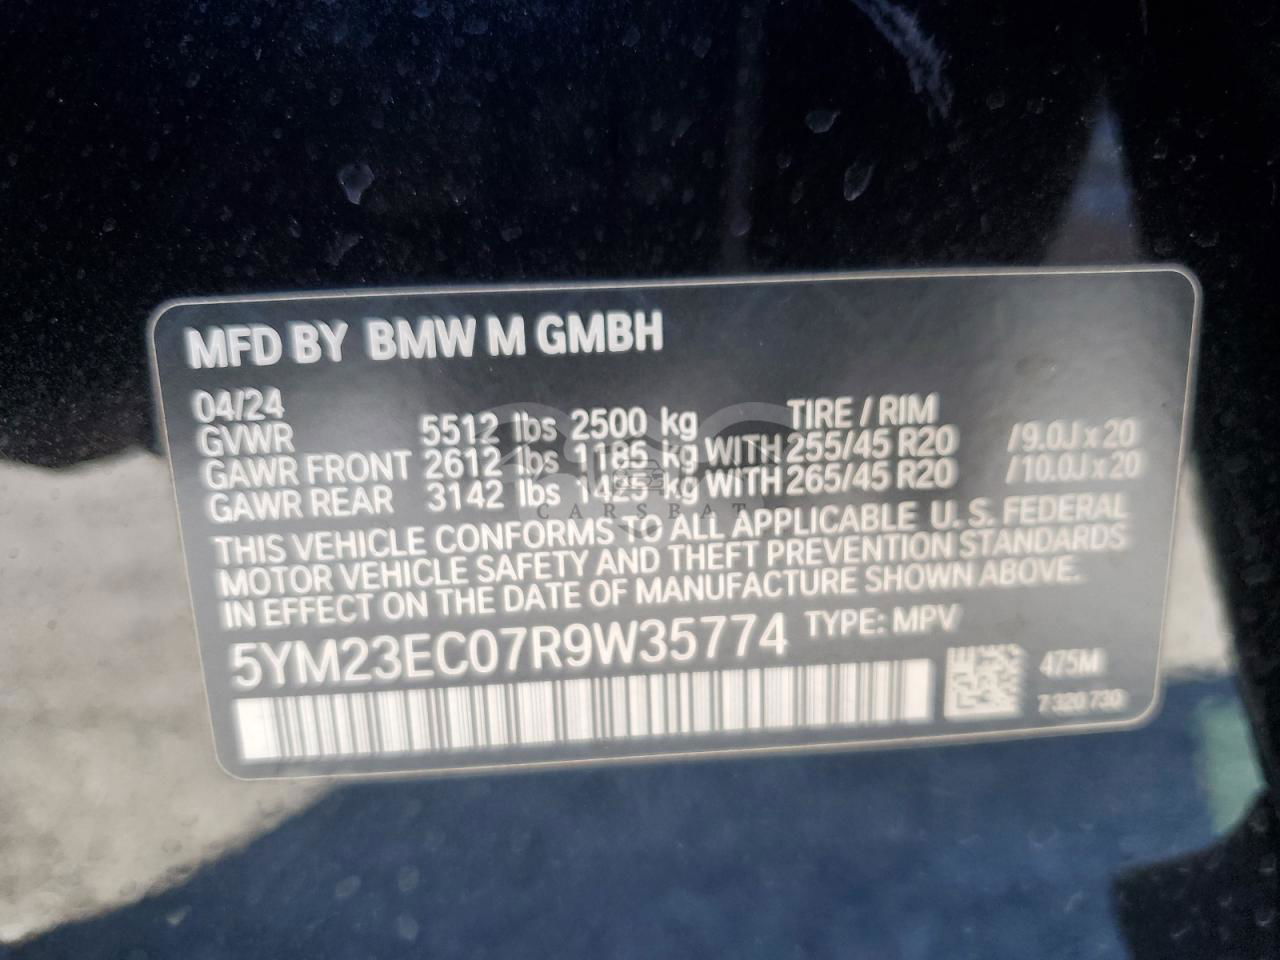 MFD BY BMW M GMBH
04/24
TIRE / RIM
GVWR 5512 lbs 2500 kg
GAWR FRONT 2612 lbs 1185 kg WITH 255/45 R20 /9.0J x 20
GAWR REAR 3142 lbs 1425 kg WITH 265/45 R20 /10.0J x 20
CARSBAT
THIS VEHICLE CONFORMS TO ALL APPLICABLE U. S. FEDERAL
MOTOR VEHICLE SAFETY AND THEFT PREVENTION STANDARDS
IN EFFECT ON THE DATE OF MANUFACTURE SHOWN ABOVE.
5YM23EC07R9W35774 TYPE: MPV
475M
7 320 730